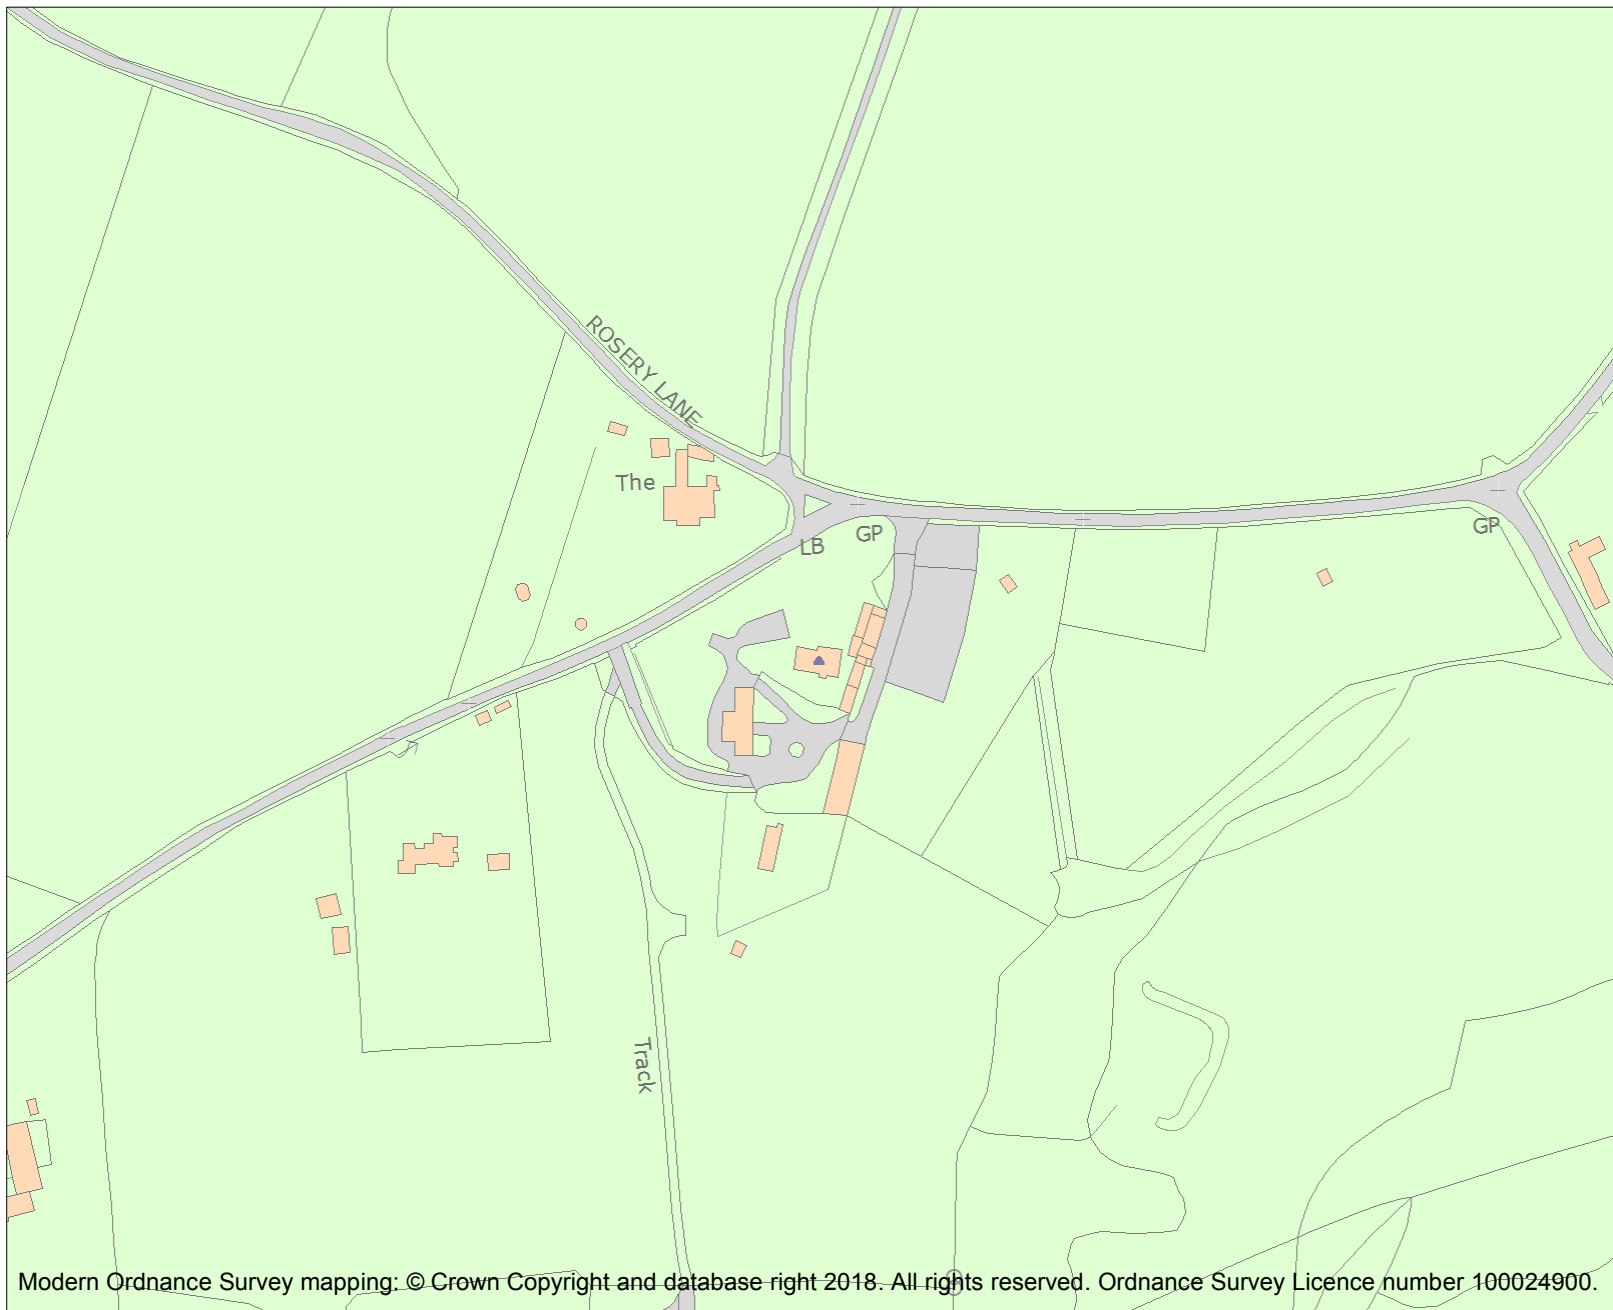 ROSERY LANE
The
LB
GP
GP
Track
Modern Ordnance Survey mapping: © Crown Copyright and database right 2018. All rights reserved. Ordnance Survey Licence number 100024900.